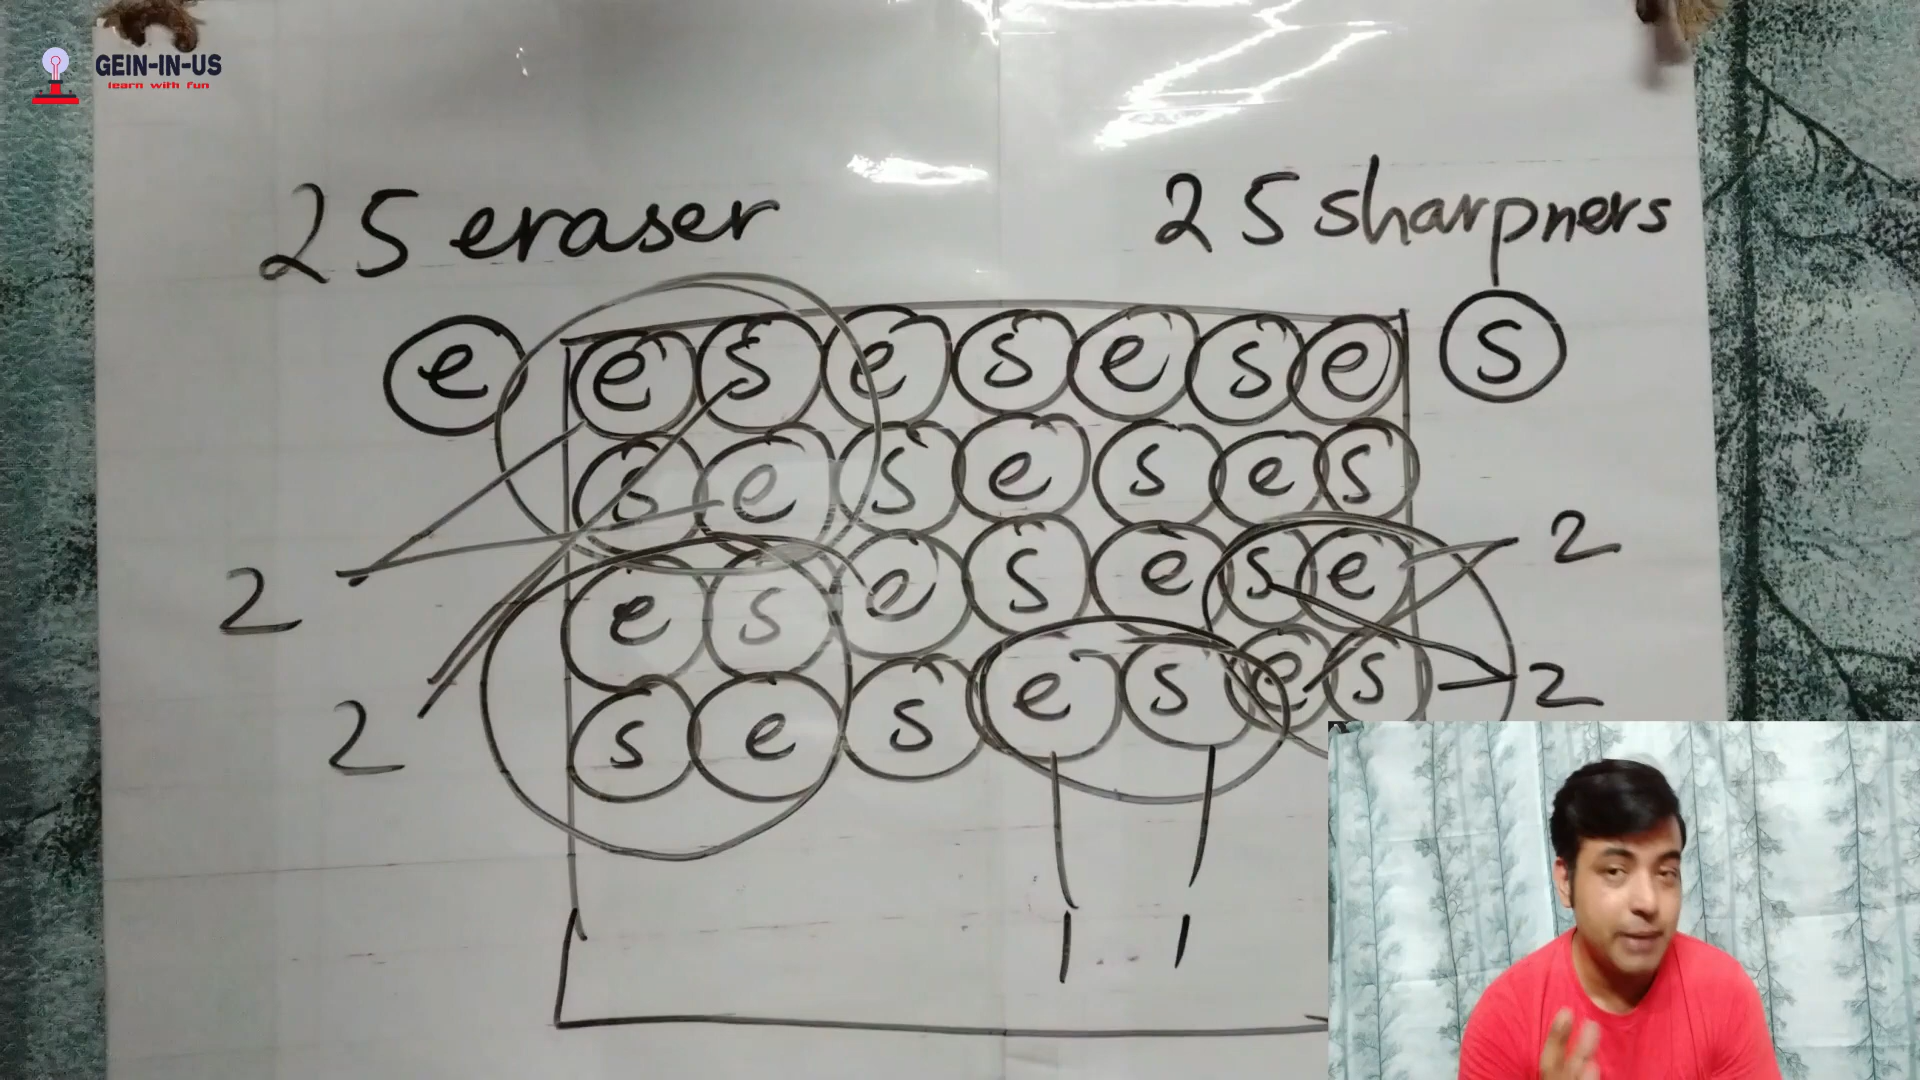 GEIN-IN-US
learn with fun
25 eraser 25 sharpners
e e s e s e s e s
s e s e s e s
2
e s e s e s e
2
s e s e s e s
2
2
1 1